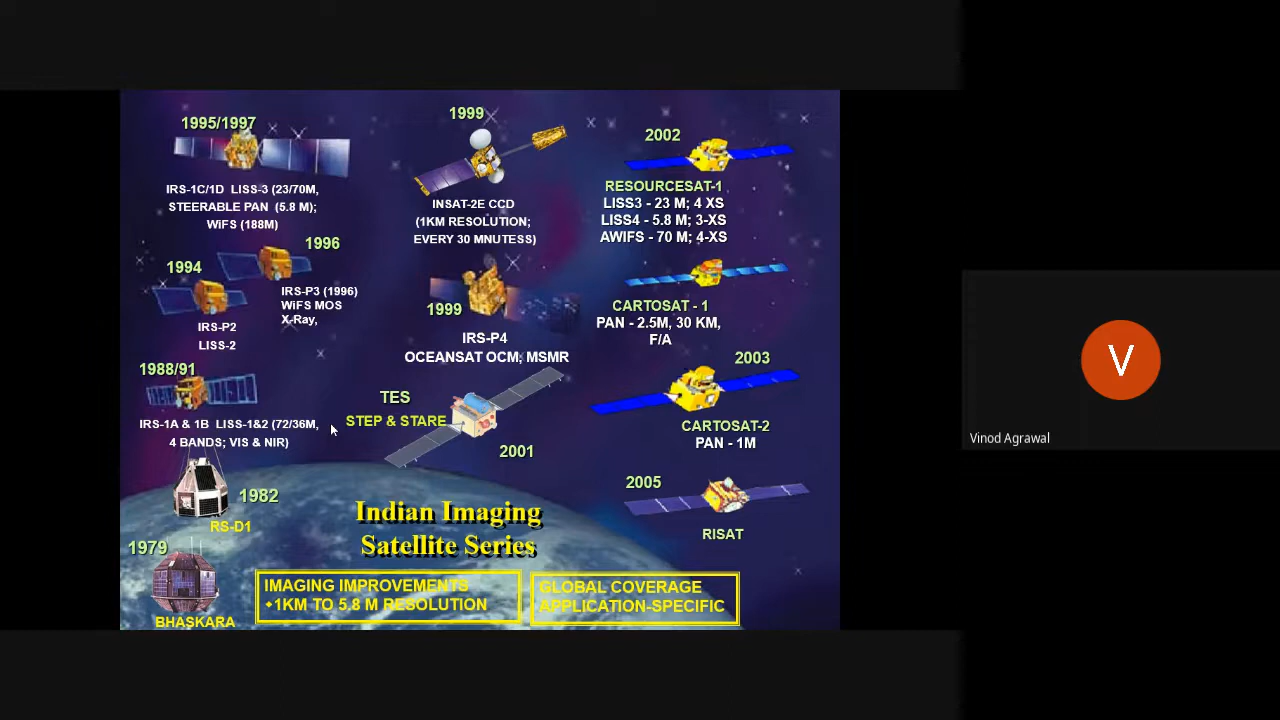 1995/1997
IRS-1C/1D LISS-3 (23/70M,
STEERABLE PAN (5.8 M);
WiFS (188M)
1996
1994
IRS-P3 (1996)
WiFS MOS
X-Ray,
IRS-P2
LISS-2
1988/91
IRS-1A & 1B LISS-1&2 (72/36M,
4 BANDS; VIS & NIR)
1982
RS-D1
1979
BHASKARA
1999
INSAT-2E CCD
(1KM RESOLUTION;
EVERY 30 MNUTESS)
1999
IRS-P4
OCEANSAT OCM, MSMR
TES
STEP & STARE
2001
2002
RESOURCESAT-1
LISS3 - 23 M; 4 XS
LISS4 - 5.8 M; 3-XS
AWIFS - 70 M; 4-XS
CARTOSAT - 1
PAN - 2.5M, 30 KM,
F/A
2003
CARTOSAT-2
PAN - 1M
2005
RISAT
Indian Imaging
Satellite Series
IMAGING IMPROVEMENTS
+1KM TO 5.8 M RESOLUTION
GLOBAL COVERAGE
APPLICATION-SPECIFIC
V
Vinod Agrawal